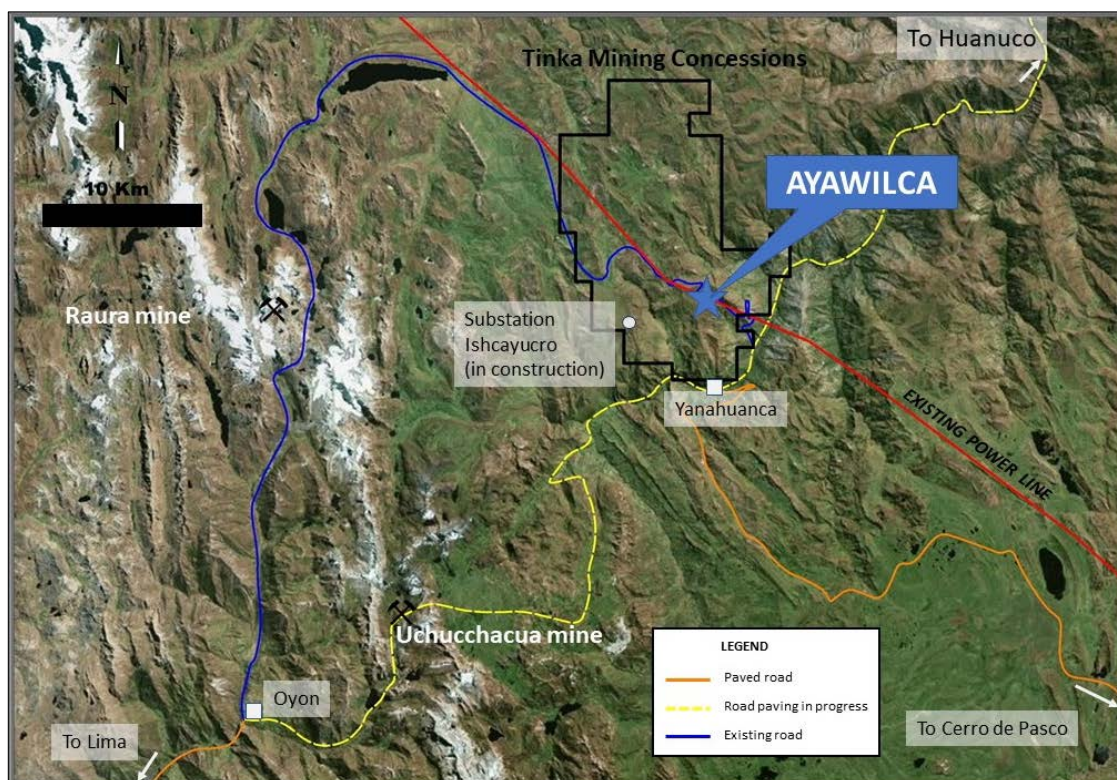 To Huanuco
Tinka Mining Concessions
N
10 Km
AYAWILCA
Raura mine
Substation
Ishcayucro
(in construction)
Yanahuanca
EXISTING POWER LINE
Uchucchacua mine
Oyon
To Lima
LEGEND
Paved road
Road paving in progress
Existing road
To Cerro de Pasco